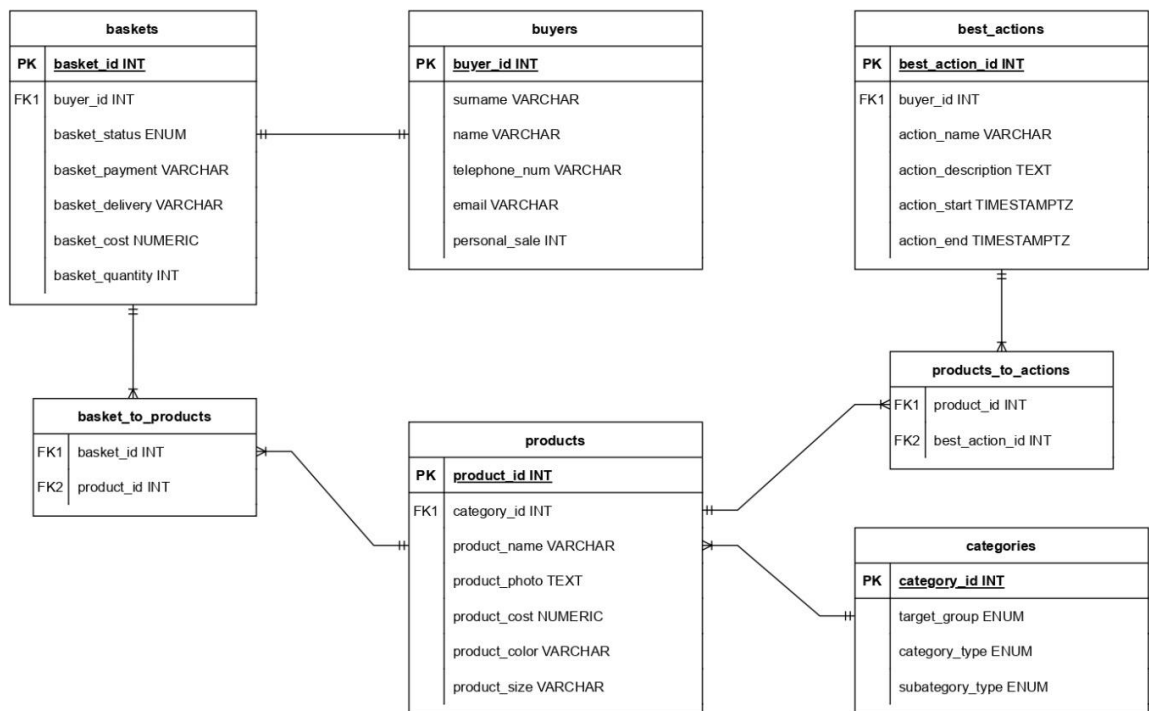 baskets
PK basket_id INT
FK1 buyer_id INT
basket_status ENUM
basket_payment VARCHAR
basket_delivery VARCHAR
basket_cost NUMERIC
basket_quantity INT
buyers
PK buyer_id INT
surname VARCHAR
name VARCHAR
telephone_num VARCHAR
email VARCHAR
personal_sale INT
best_actions
PK best_action_id INT
FK1 buyer_id INT
action_name VARCHAR
action_description TEXT
action_start TIMESTAMPTZ
action_end TIMESTAMPTZ
basket_to_products
FK1 basket_id INT
FK2 product_id INT
products
PK product_id INT
FK1 category_id INT
product_name VARCHAR
product_photo TEXT
product_cost NUMERIC
product_color VARCHAR
product_size VARCHAR
products_to_actions
FK1 product_id INT
FK2 best_action_id INT
categories
PK category_id INT
target_group ENUM
category_type ENUM
subategory_type ENUM